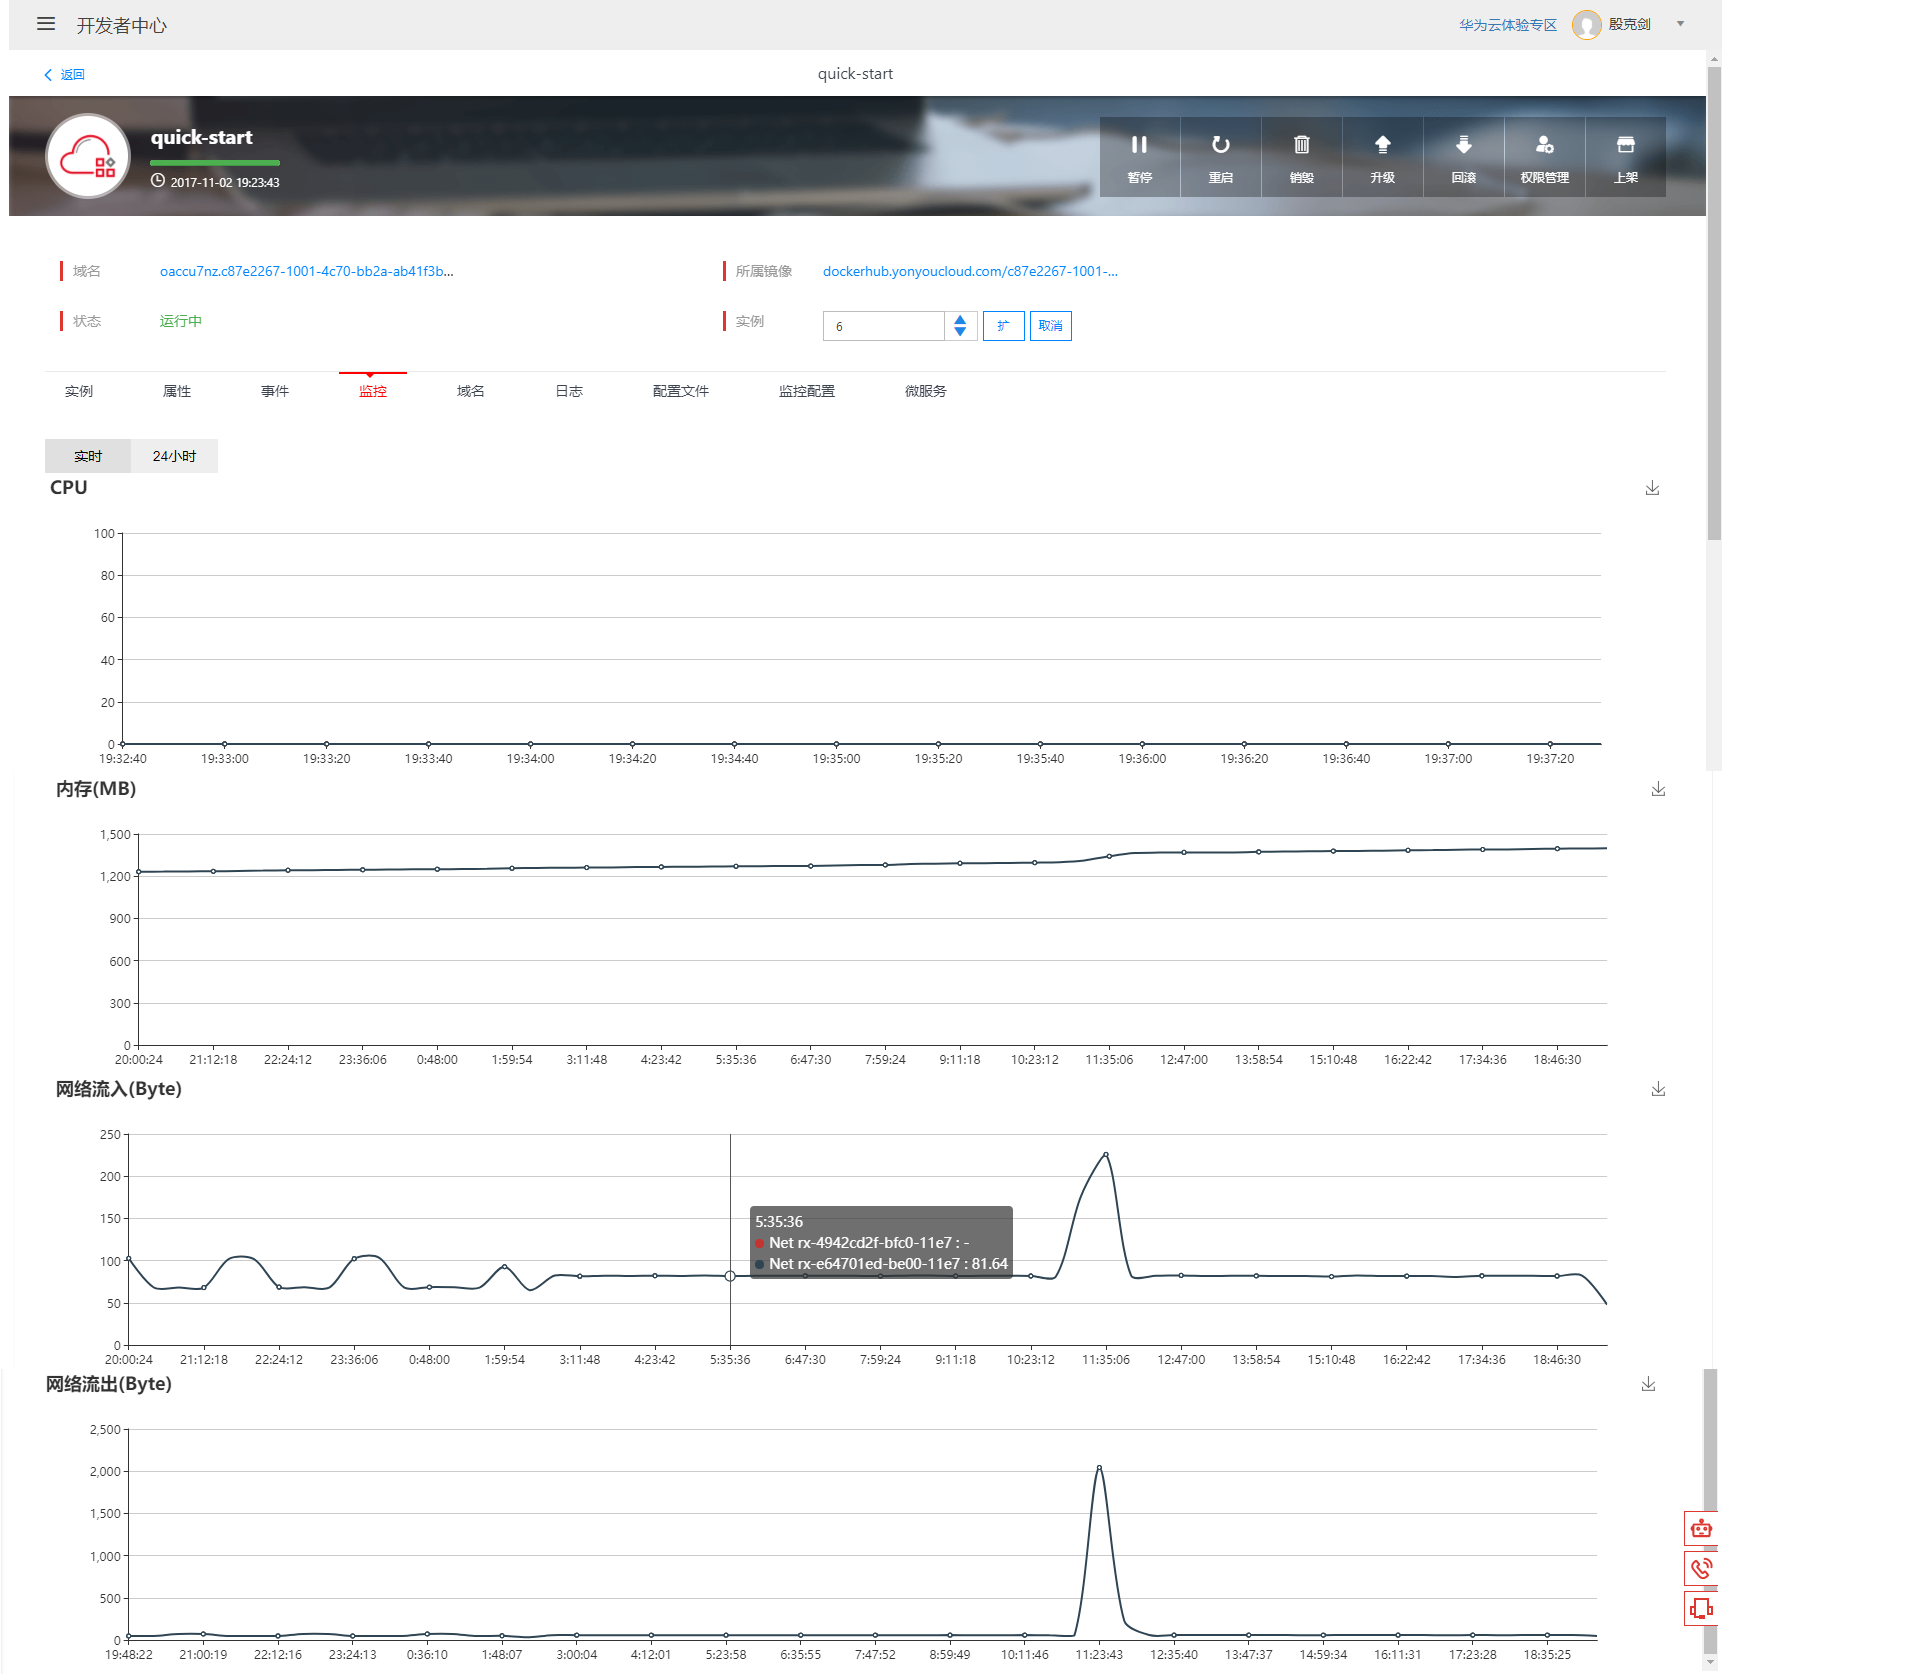 开发者中心
华为云体验专区 殷克剑
返回
quick-start
quick-start
2017-11-02 19:23:43
暂停 重启 销毁 升级 回滚 权限管理 上架
域名 oaccu7nz.c87e2267-1001-4c70-bb2a-ab41f3b...
所属镜像 dockerhub.yonyoucloud.com/c87e2267-1001-...
状态 运行中
实例 6 扩 取消
实例 属性 事件 监控 域名 日志 配置文件 监控配置 微服务
实时 24小时
CPU
100
80
60
40
20
0
19:32:40 19:33:00 19:33:20 19:33:40 19:34:00 19:34:20 19:34:40 19:35:00 19:35:20 19:35:40 19:36:00 19:36:20 19:36:40 19:37:00 19:37:20
内存(MB)
1,500
1,200
900
600
300
0
20:00:24 21:12:18 22:24:12 23:36:06 0:48:00 1:59:54 3:11:48 4:23:42 5:35:36 6:47:30 7:59:24 9:11:18 10:23:12 11:35:06 12:47:00 13:58:54 15:10:48 16:22:42 17:34:36 18:46:30
网络流入(Byte)
250
200
150
100
50
0
5:35:36
Net rx-4942cd2f-bfc0-11e7 : -
Net rx-e64701ed-be00-11e7 : 81.64
20:00:24 21:12:18 22:24:12 23:36:06 0:48:00 1:59:54 3:11:48 4:23:42 5:35:36 6:47:30 7:59:24 9:11:18 10:23:12 11:35:06 12:47:00 13:58:54 15:10:48 16:22:42 17:34:36 18:46:30
网络流出(Byte)
2,500
2,000
1,500
1,000
500
0
19:48:22 21:00:19 22:12:16 23:24:13 0:36:10 1:48:07 3:00:04 4:12:01 5:23:58 6:35:55 7:47:52 8:59:49 10:11:46 11:23:43 12:35:40 13:47:37 14:59:34 16:11:31 17:23:28 18:35:25